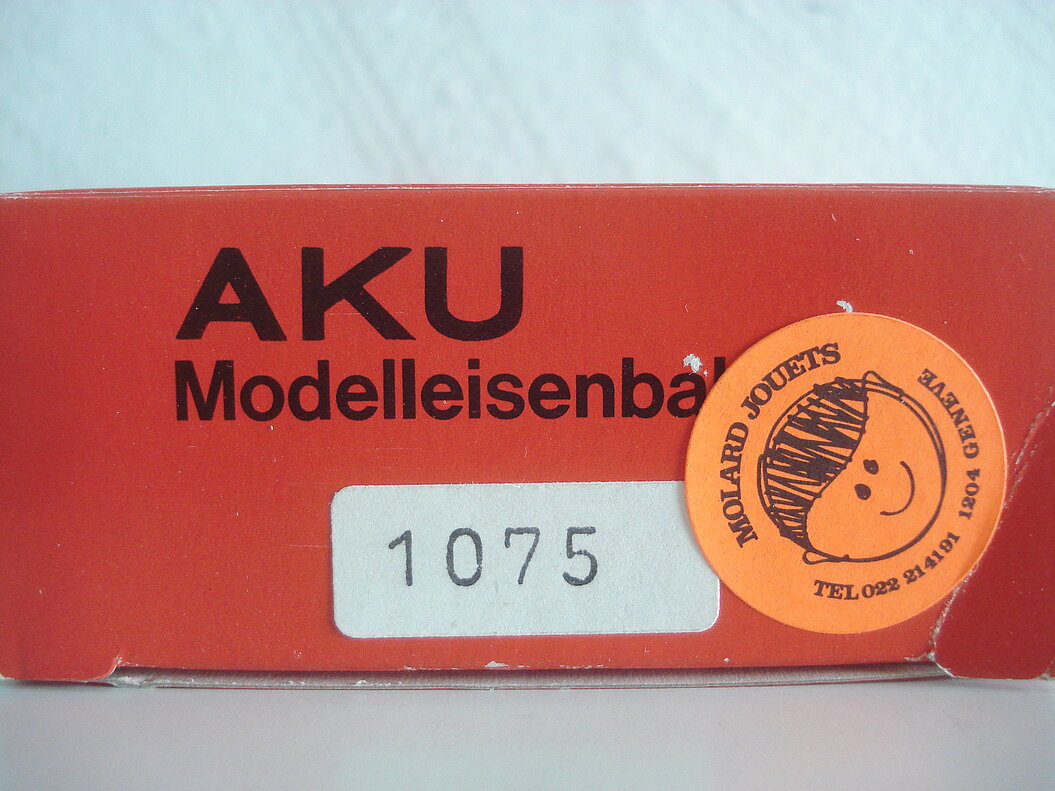 AKU
Modelleisenba
1075
MOLARD JOUETS
1204 GENEVE
TEL 022 214191